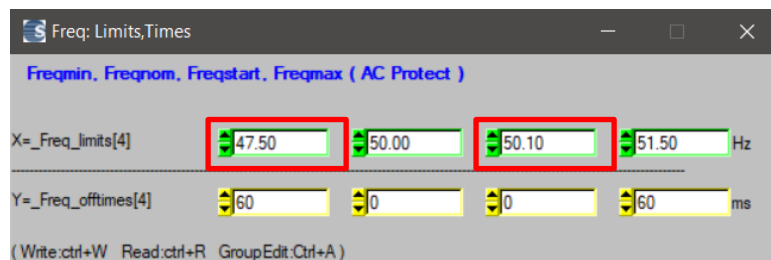 Freq: Limits,Times
Freqmin, Freqnom, Freqstart, Freqmax ( AC Protect )
X=_Freq_limits[4] 47.50 50.00 50.10 51.50 Hz
Y=_Freq_offtimes[4] 60 0 0 60 ms
( Write:ctrl+W Read:ctrl+R GroupEdit:Ctrl+A )